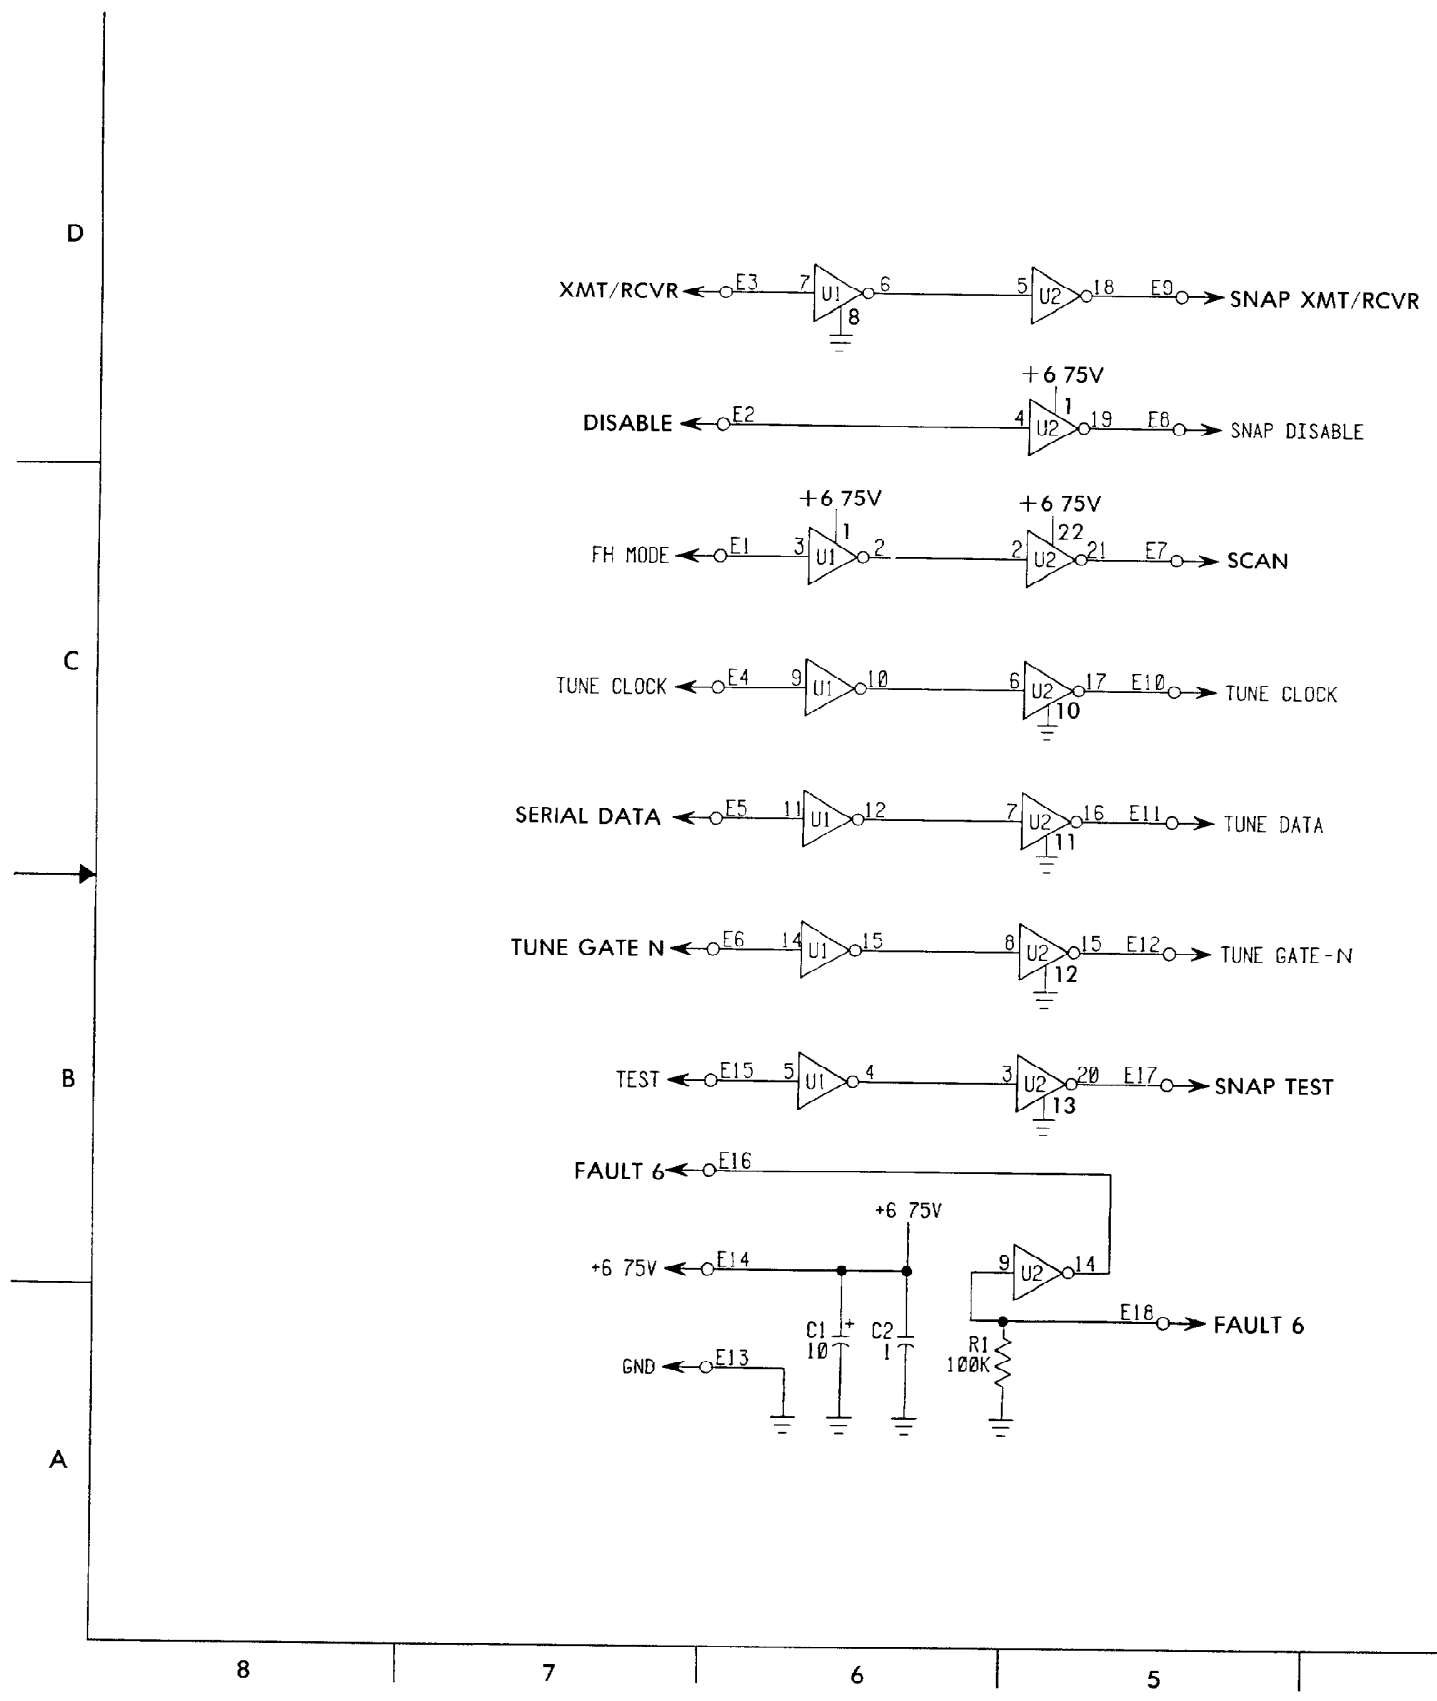 D
XMT/RCVR E3 7 U1 6 5 U2 18 E9 SNAP XMT/RCVR
8
+6 75V
1
DISABLE E2 4 U2 19 E8 SNAP DISABLE
+6 75V +6 75V
1 22
FH MODE E1 3 U1 2 2 U2 21 E7 SCAN
C
TUNE CLOCK E4 9 U1 10 6 U2 17 E10 TUNE CLOCK
10
SERIAL DATA E5 11 U1 12 7 U2 16 E11 TUNE DATA
11
TUNE GATE N E6 14 U1 15 8 U2 15 E12 TUNE GATE-N
12
B
TEST E15 5 U1 4 3 U2 20 E17 SNAP TEST
13
FAULT 6 E16
+6 75V
+6 75V E14 9 U2 14
E18 FAULT 6
C1 + C2 R1
10 1 100K
GND E13
A
8 7 6 5